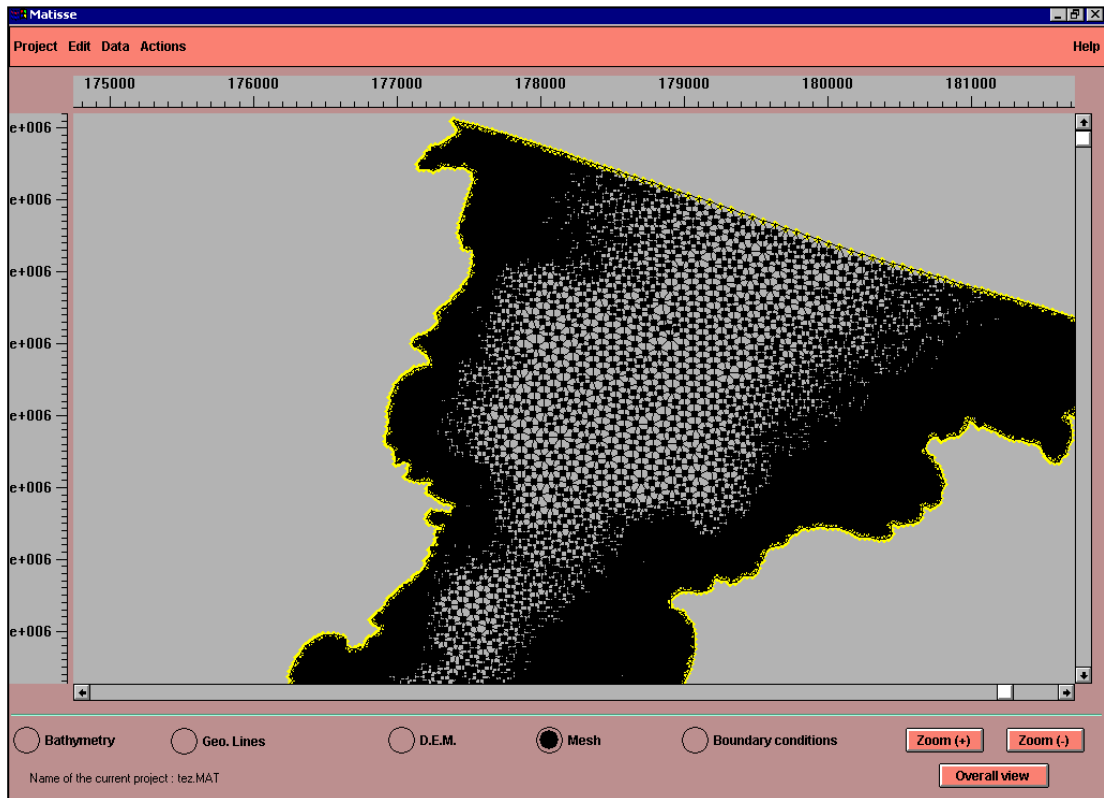 Matisse
Project Edit Data Actions Help
175000 176000 177000 178000 179000 180000 181000
e+006
e+006
e+006
e+006
e+006
e+006
e+006
e+006
Bathymetry Geo. Lines D.E.M. Mesh Boundary conditions Zoom (+) Zoom (-)
Name of the current project : tez.MAT Overall view